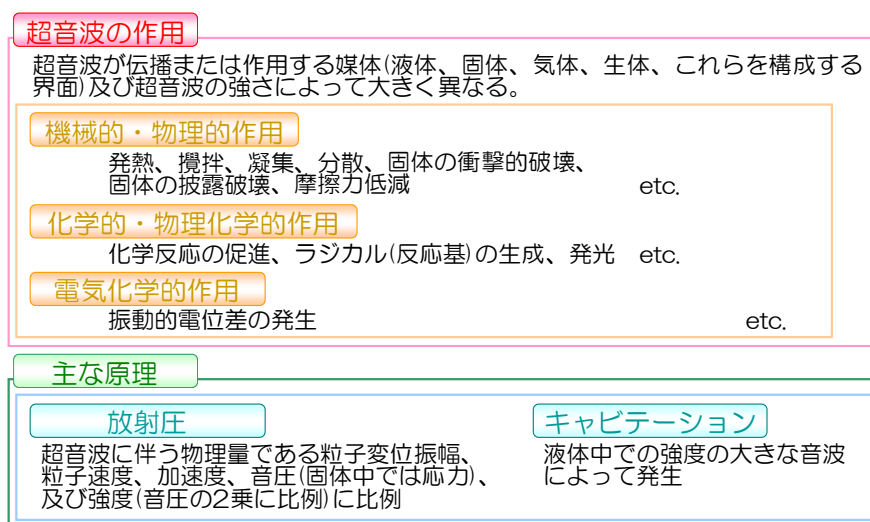 超音波の作用
超音波が伝播または作用する媒体(液体、固体、気体、生体、これらを構成する
界面)及び超音波の強さによって大きく異なる。
機械的・物理的作用
発熱、攪拌、凝集、分散、固体の衝撃的破壊、
固体の披露破壊、摩擦力低減 etc.
化学的・物理化学的作用
化学反応の促進、ラジカル(反応基)の生成、発光 etc.
電気化学的作用
振動的電位差の発生 etc.
主な原理
放射圧
超音波に伴う物理量である粒子変位振幅、
粒子速度、加速度、音圧(固体中では応力)、
及び強度(音圧の2乗に比例)に比例
キャビテーション
液体中での強度の大きな音波
によって発生